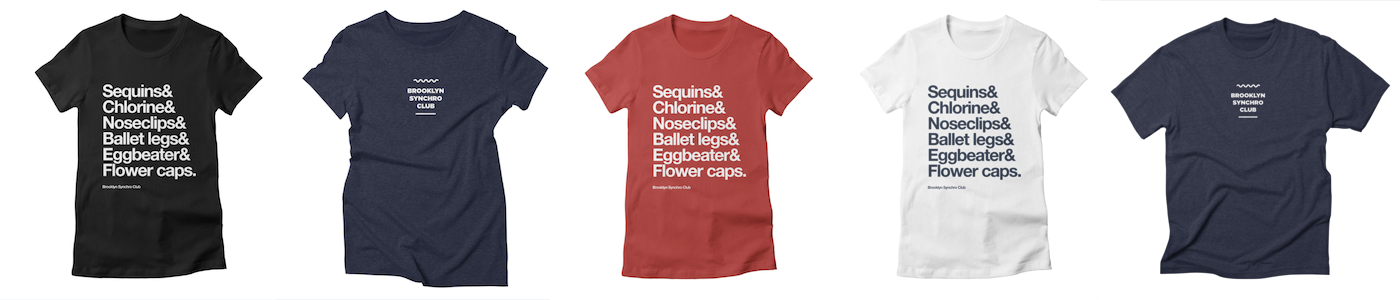 Sequins&
Chlorine&
Noseclips&
Ballet legs&
Eggbeater&
Flower caps.
Brooklyn Synchro Club
BROOKLYN
SYNCHRO
CLUB
Sequins&
Chlorine&
Noseclips&
Ballet legs&
Eggbeater&
Flower caps.
Brooklyn Synchro Club
Sequins&
Chlorine&
Noseclips&
Ballet legs&
Eggbeater&
Flower caps.
Brooklyn Synchro Club
BROOKLYN
SYNCHRO
CLUB